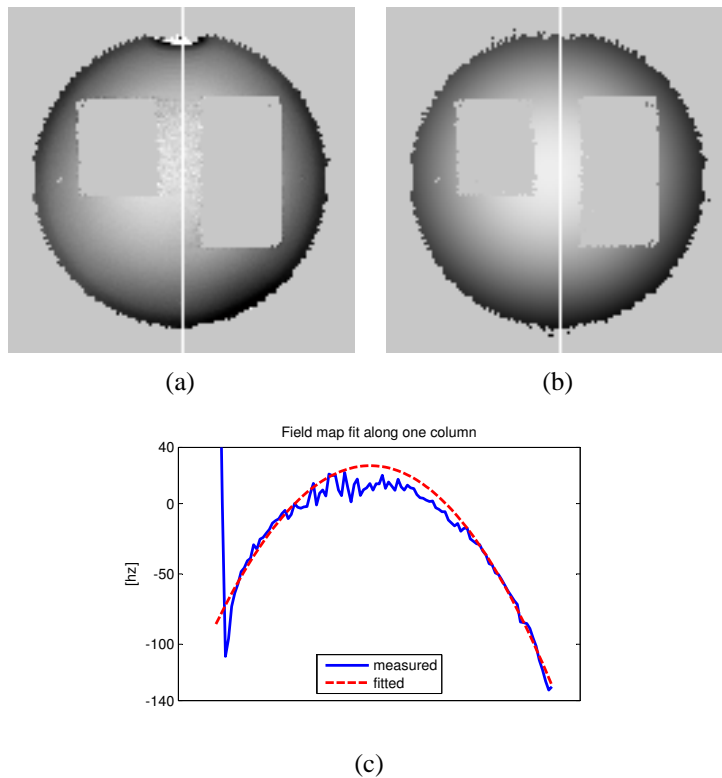 (a)
(b)
Field map fit along one column
40
0
-50
-100
-140
[hz]
measured
fitted
(c)